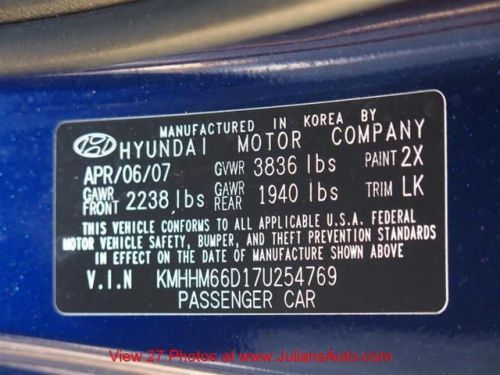 MANUFACTURED IN KOREA BY
HYUNDAI MOTOR COMPANY
APR/06/07 GVWR 3836 lbs PAINT 2X
GAWR FRONT 2238 lbs GAWR REAR 1940 lbs TRIM LK
THIS VEHICLE CONFORMS TO ALL APPLICABLE U.S.A. FEDERAL
MOTOR VEHICLE SAFETY, BUMPER, AND THEFT PREVENTION STANDARDS
IN EFFECT ON THE DATE OF MANUFACTURE SHOWN ABOVE
V.I.N KMHHM66D17U254769
PASSENGER CAR
View 27 Photos at www.JuliansAuto.com